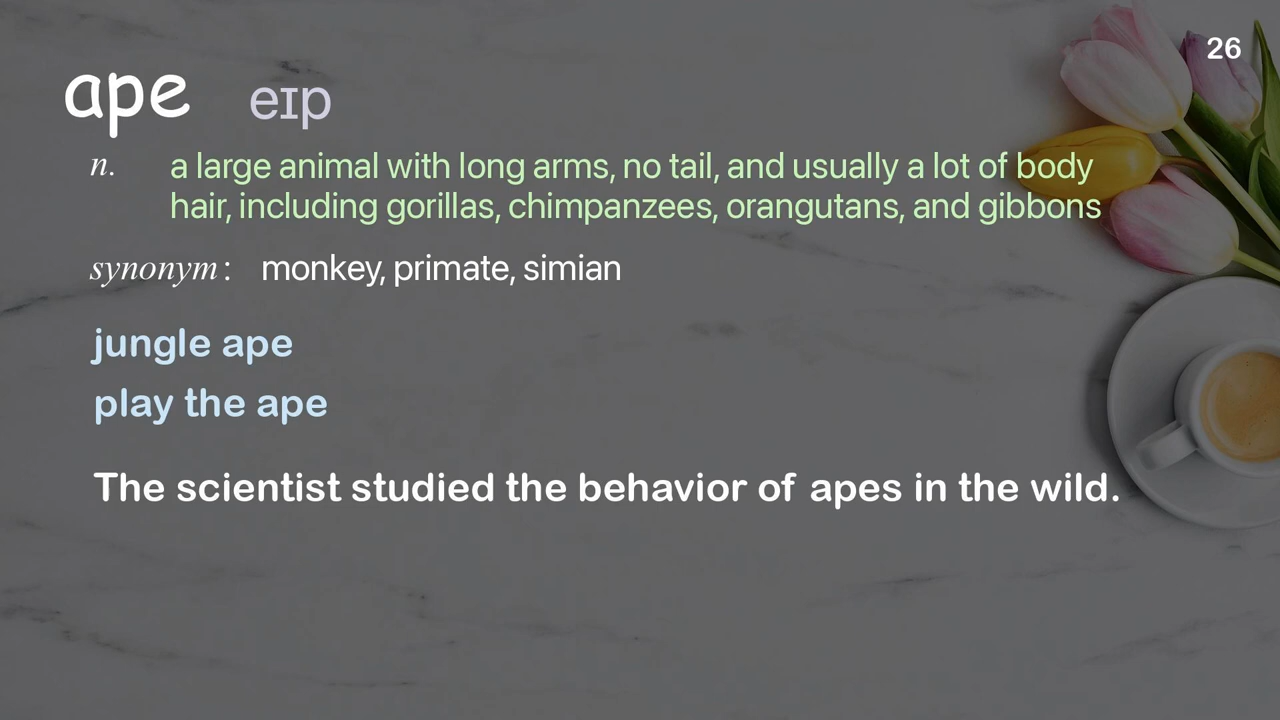 26
ape eɪp
n. a large animal with long arms, no tail, and usually a lot of body
hair, including gorillas, chimpanzees, orangutans, and gibbons
synonym: monkey, primate, simian
jungle ape
play the ape
The scientist studied the behavior of apes in the wild.